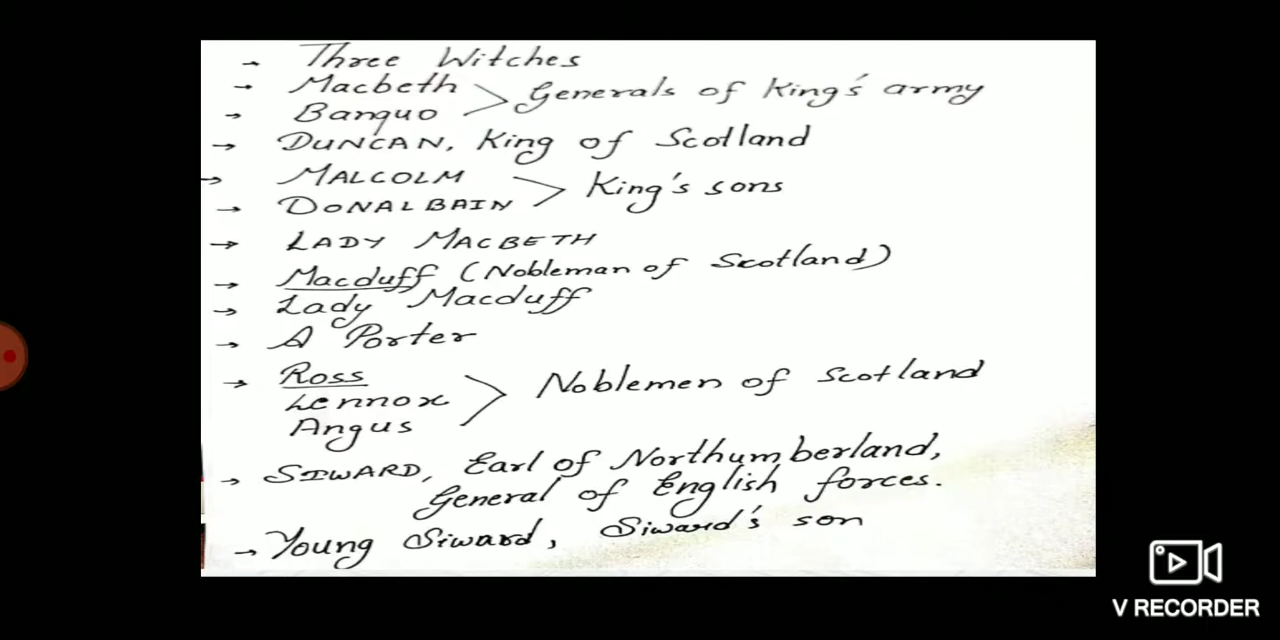 → Three Witches
→ Macbeth
→ Banquo > Generals of King's army
→ DUNCAN, King of Scotland
→ MALCOLM
→ DONALBAIN > King's sons
→ LADY MACBETH
→ Macduff (Nobleman of Scotland)
→ Lady Macduff
→ A Porter
→ Ross
Lennox > Noblemen of Scotland
Angus
→ SIWARD, Earl of Northumberland,
General of English forces.
→ Young Siward, Siward's son
V RECORDER